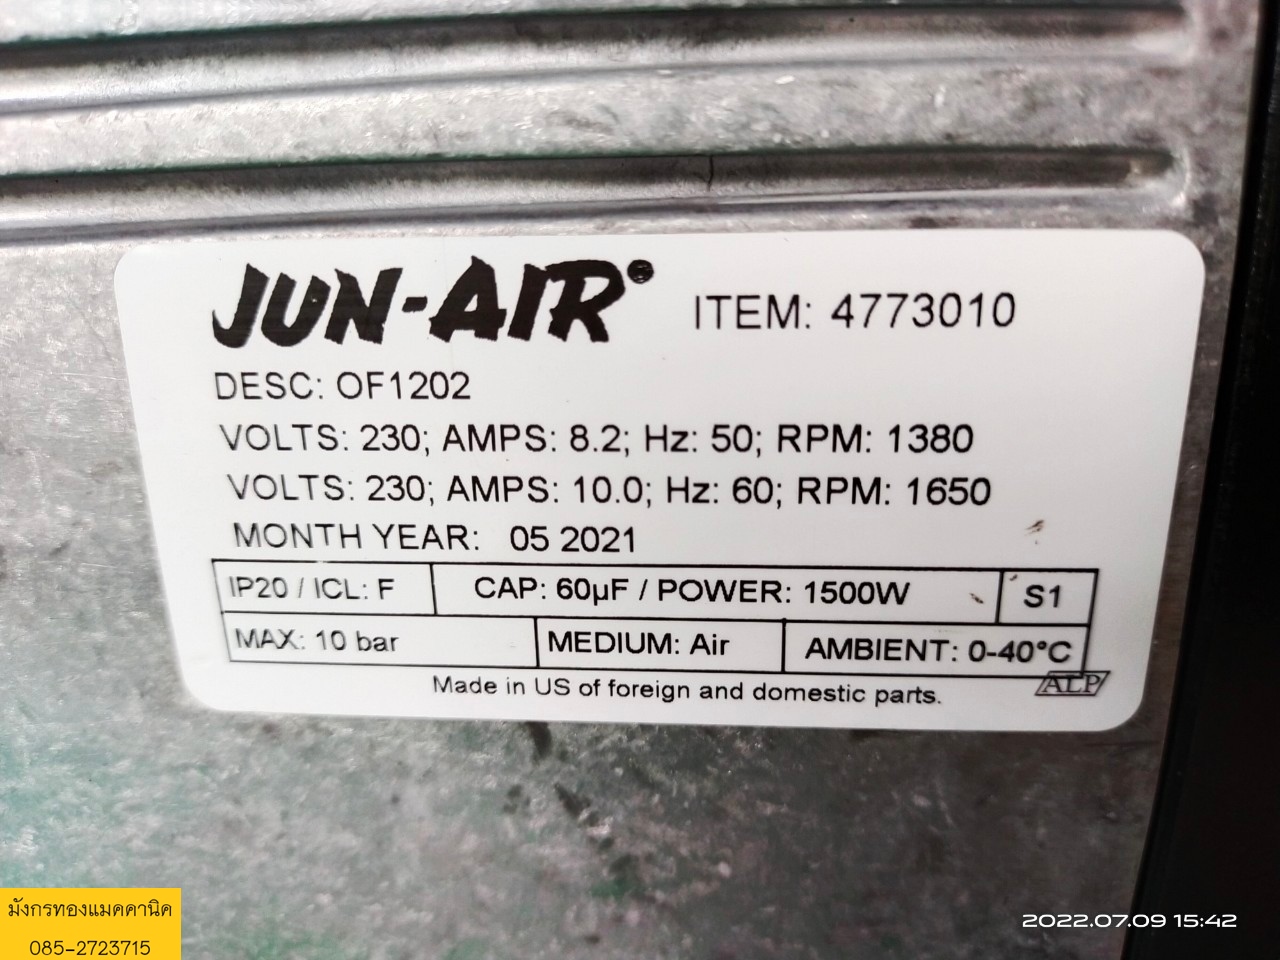 JUN-AIR® ITEM: 4773010
DESC: OF1202
VOLTS: 230; AMPS: 8.2; Hz: 50; RPM: 1380
VOLTS: 230; AMPS: 10.0; Hz: 60; RPM: 1650
MONTH YEAR: 05 2021
IP20 / ICL: F CAP: 60µF / POWER: 1500W S1
MAX: 10 bar MEDIUM: Air AMBIENT: 0-40°C
Made in US of foreign and domestic parts. ALP
มังกรทองแมคคานิค
085-2723715
2022.07.09 15:42